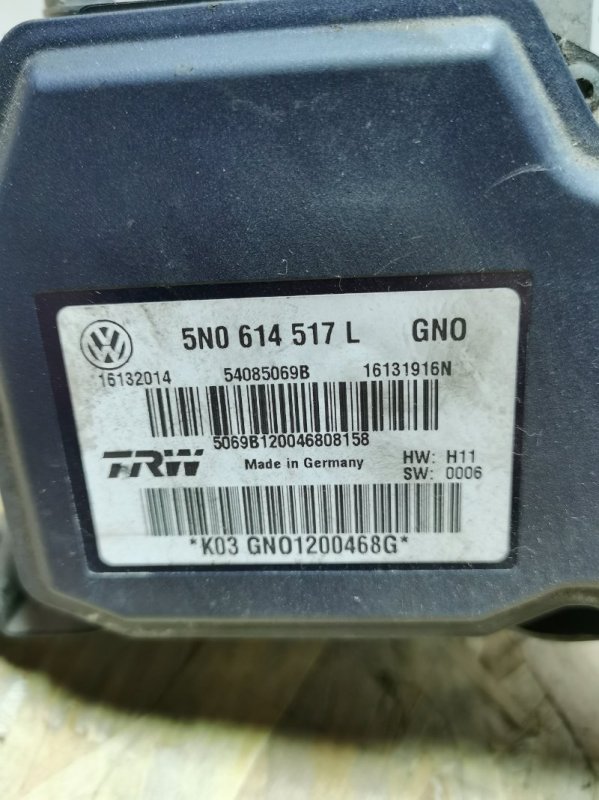 5N0 614 517 L GNO
16132014 54085069B 16131916N
5069B120046808158
TRW Made in Germany HW: H11
SW: 0006
*K03 GNO1200468G*